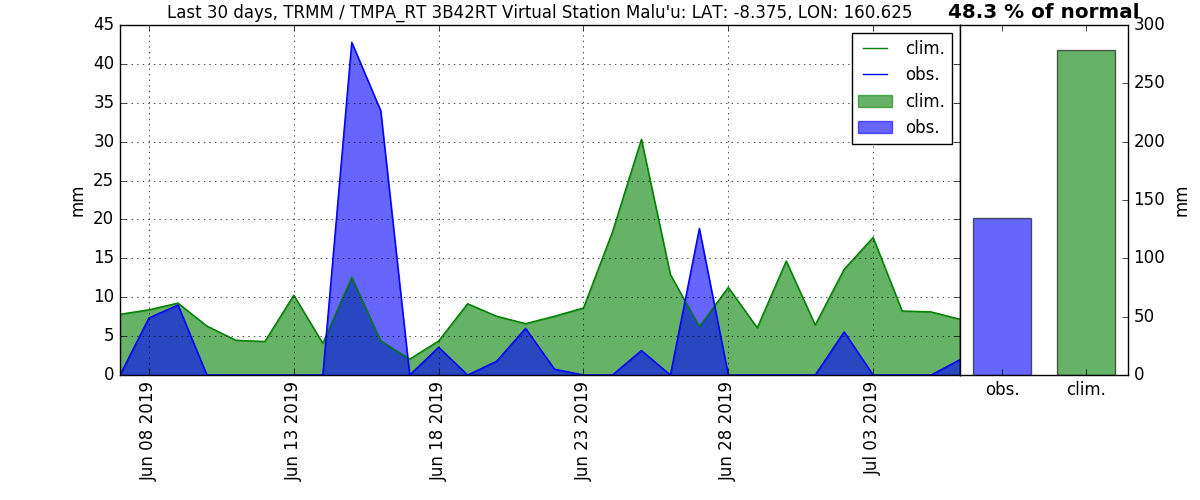 Last 30 days, TRMM / TMPA_RT 3B42RT Virtual Station Malu'u: LAT: -8.375, LON: 160.625
48.3 % of normal
45
40
35
30
25
20
15
10
5
0
mm
clim.
obs.
clim.
obs.
Jun 08 2019
Jun 13 2019
Jun 18 2019
Jun 23 2019
Jun 28 2019
Jul 03 2019
300
250
200
150
100
50
0
mm
obs.
clim.